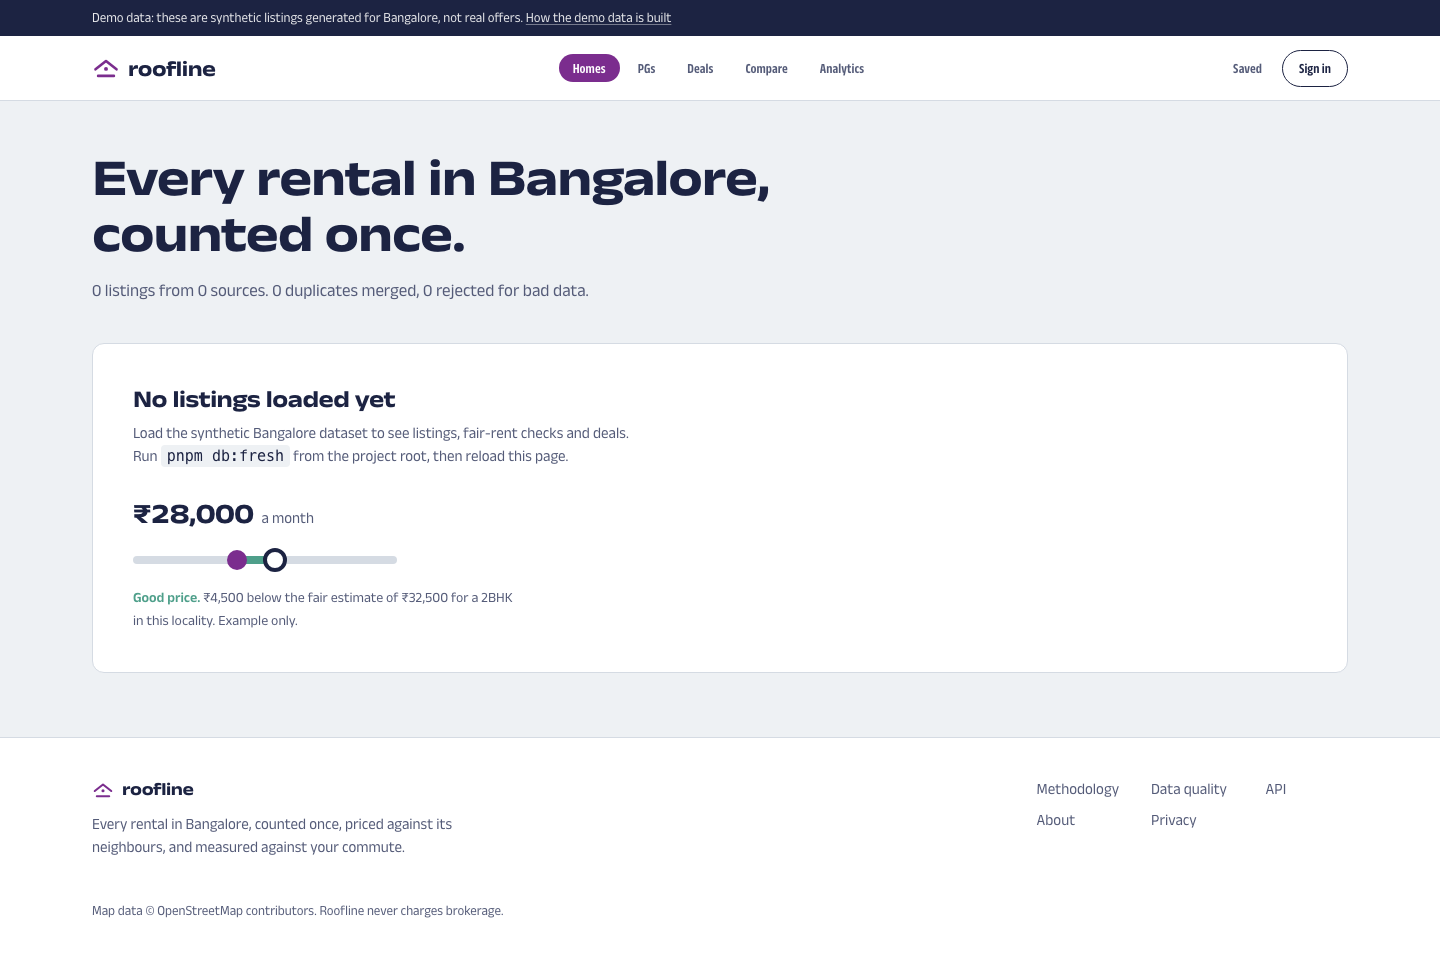 Demo data: these are synthetic listings generated for Bangalore, not real offers. How the demo data is built
roofline
Homes
PGs
Deals
Compare
Analytics
Saved
Sign in
Every rental in Bangalore,
counted once.
0 listings from 0 sources. 0 duplicates merged, 0 rejected for bad data.
No listings loaded yet
Load the synthetic Bangalore dataset to see listings, fair-rent checks and deals.
Run pnpm db:fresh from the project root, then reload this page.
₹28,000 a month
Good price. ₹4,500 below the fair estimate of ₹32,500 for a 2BHK
in this locality. Example only.
roofline
Every rental in Bangalore, counted once, priced against its
neighbours, and measured against your commute.
Methodology
Data quality
API
About
Privacy
Map data © OpenStreetMap contributors. Roofline never charges brokerage.